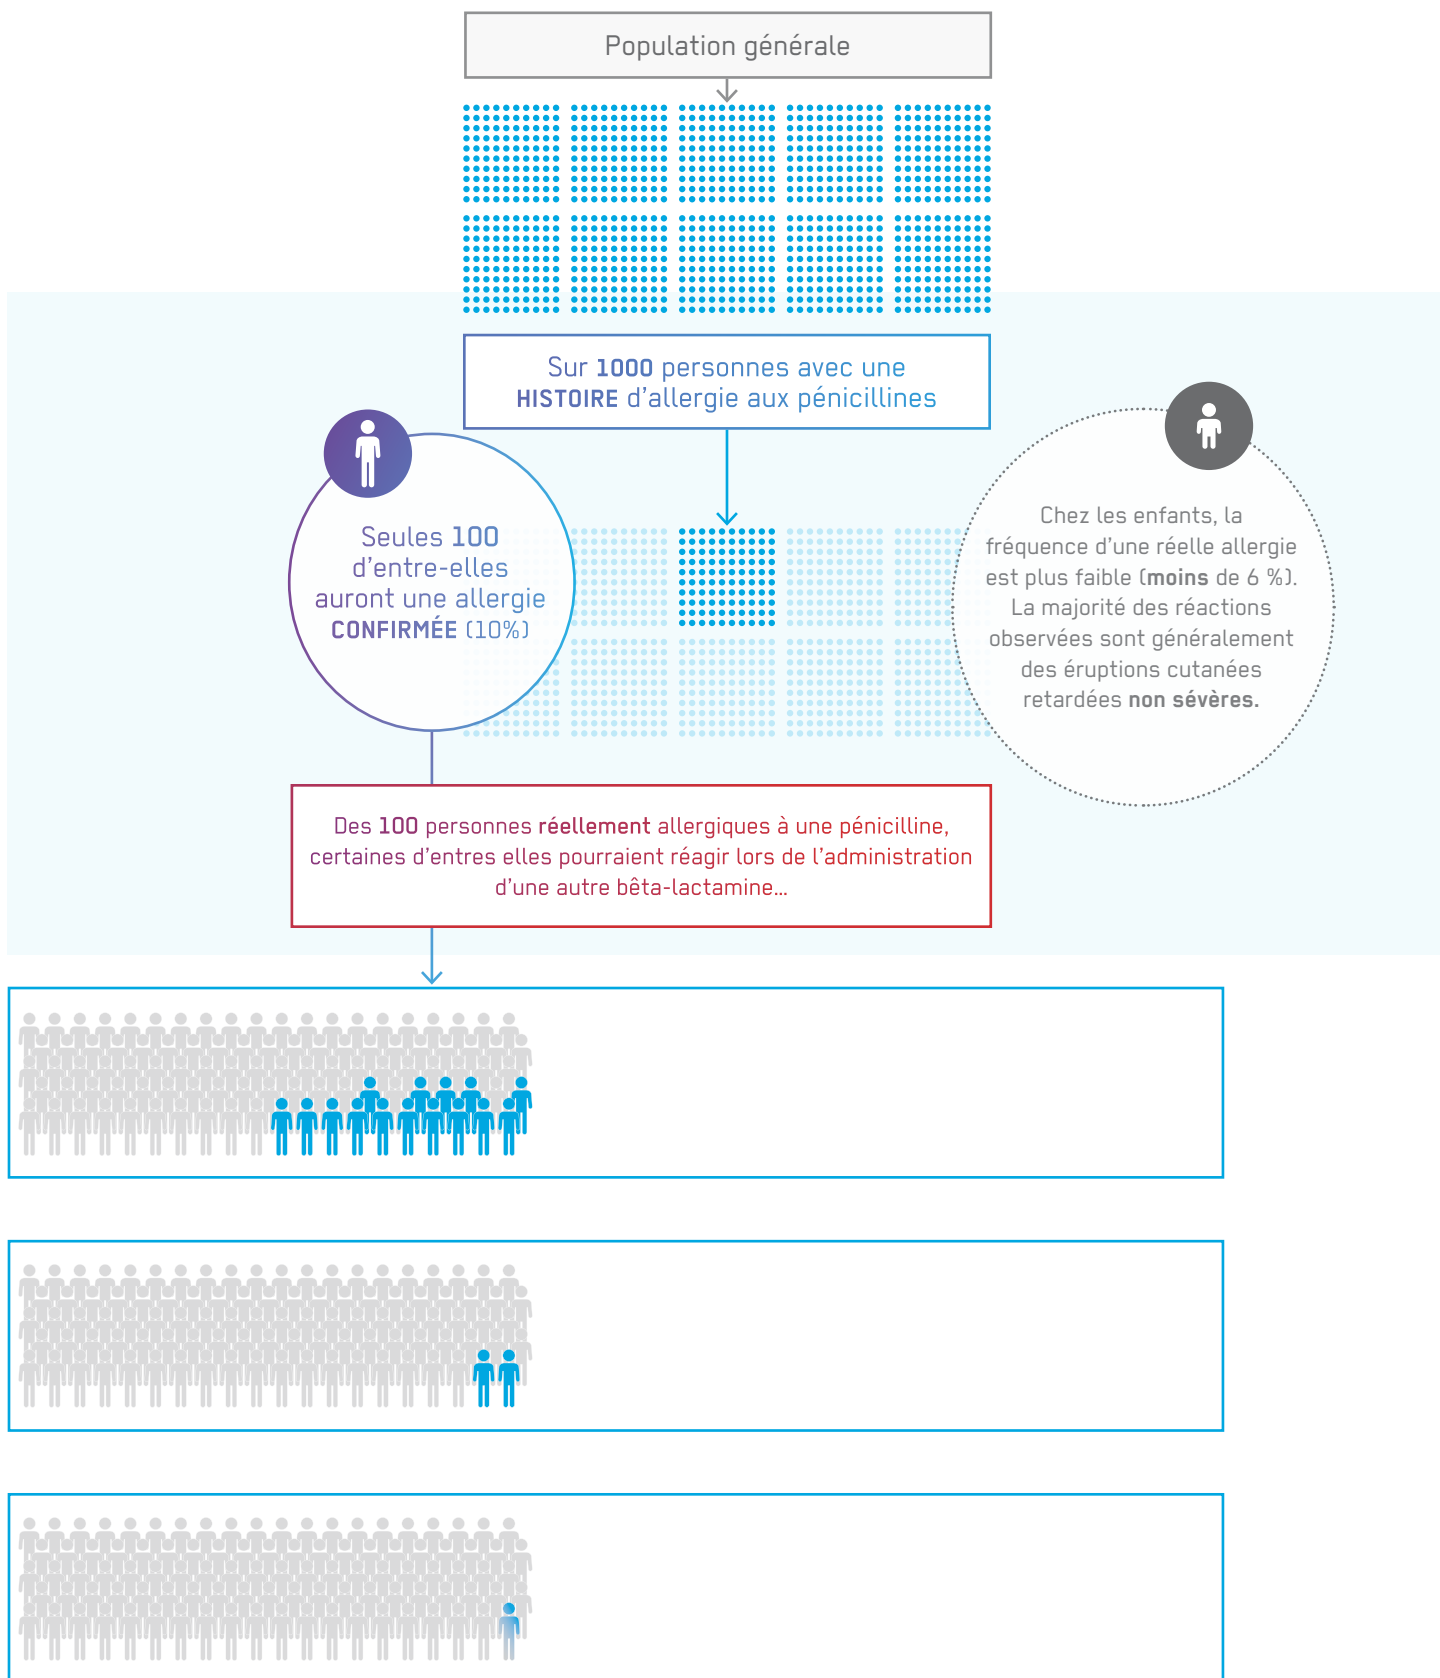 Population générale
Sur 1000 personnes avec une
HISTOIRE d'allergie aux pénicillines
Seules 100
d'entre-elles
auront une allergie
CONFIRMÉE (10%)
Chez les enfants, la
fréquence d'une réelle allergie
est plus faible (moins de 6 %).
La majorité des réactions
observées sont généralement
des éruptions cutanées
retardées non sévères.
Des 100 personnes réellement allergiques à une pénicilline,
certaines d'entres elles pourraient réagir lors de l'administration
d'une autre bêta-lactamine...